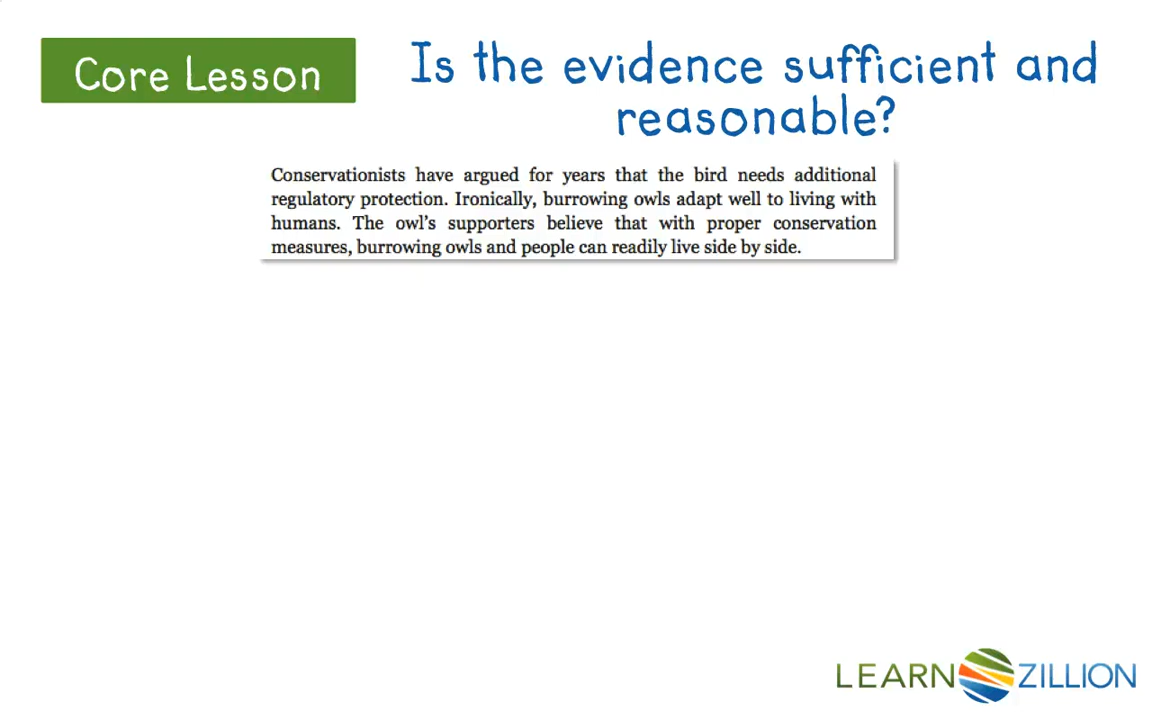 Core Lesson
Is the evidence sufficient and
reasonable?
Conservationists have argued for years that the bird needs additional
regulatory protection. Ironically, burrowing owls adapt well to living with
humans. The owl's supporters believe that with proper conservation
measures, burrowing owls and people can readily live side by side.
LEARN ZILLION